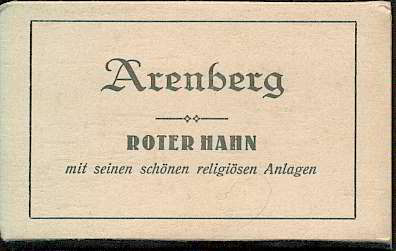 Arenberg
ROTER HAHN
mit seinen schönen religiösen Anlagen